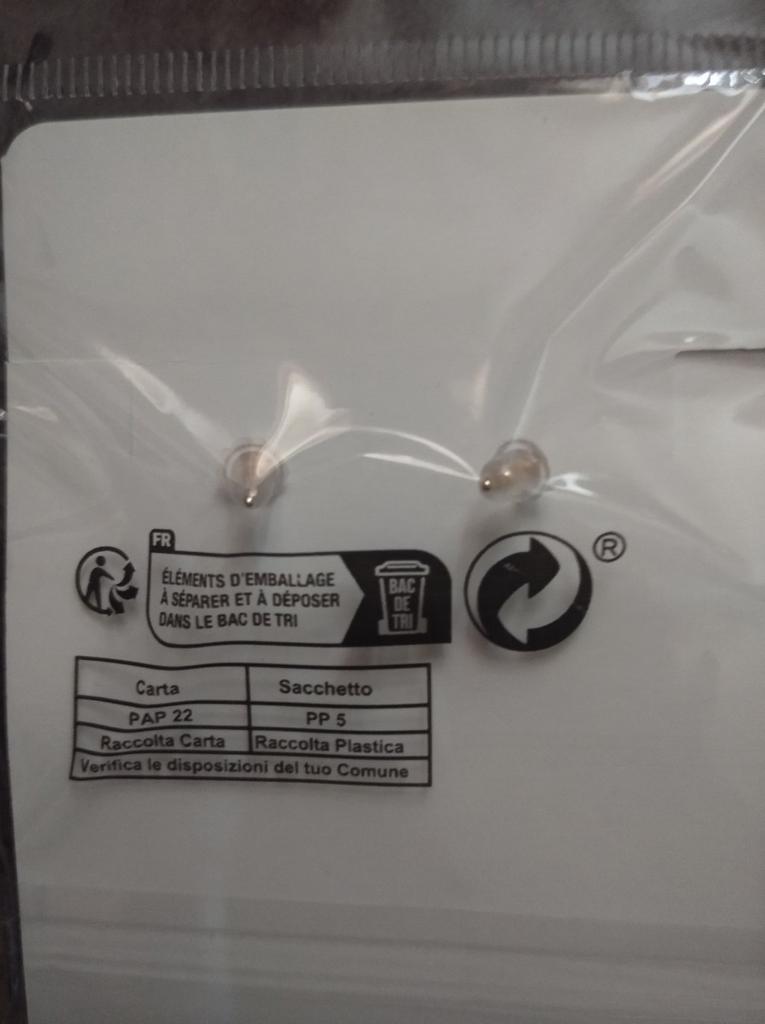 FR
ÉLÉMENTS D'EMBALLAGE
À SÉPARER ET À DÉPOSER
DANS LE BAC DE TRI
BAC
DE
TRI
®
Carta Sacchetto
PAP 22 PP 5
Raccolta Carta Raccolta Plastica
Verifica le disposizioni del tuo Comune